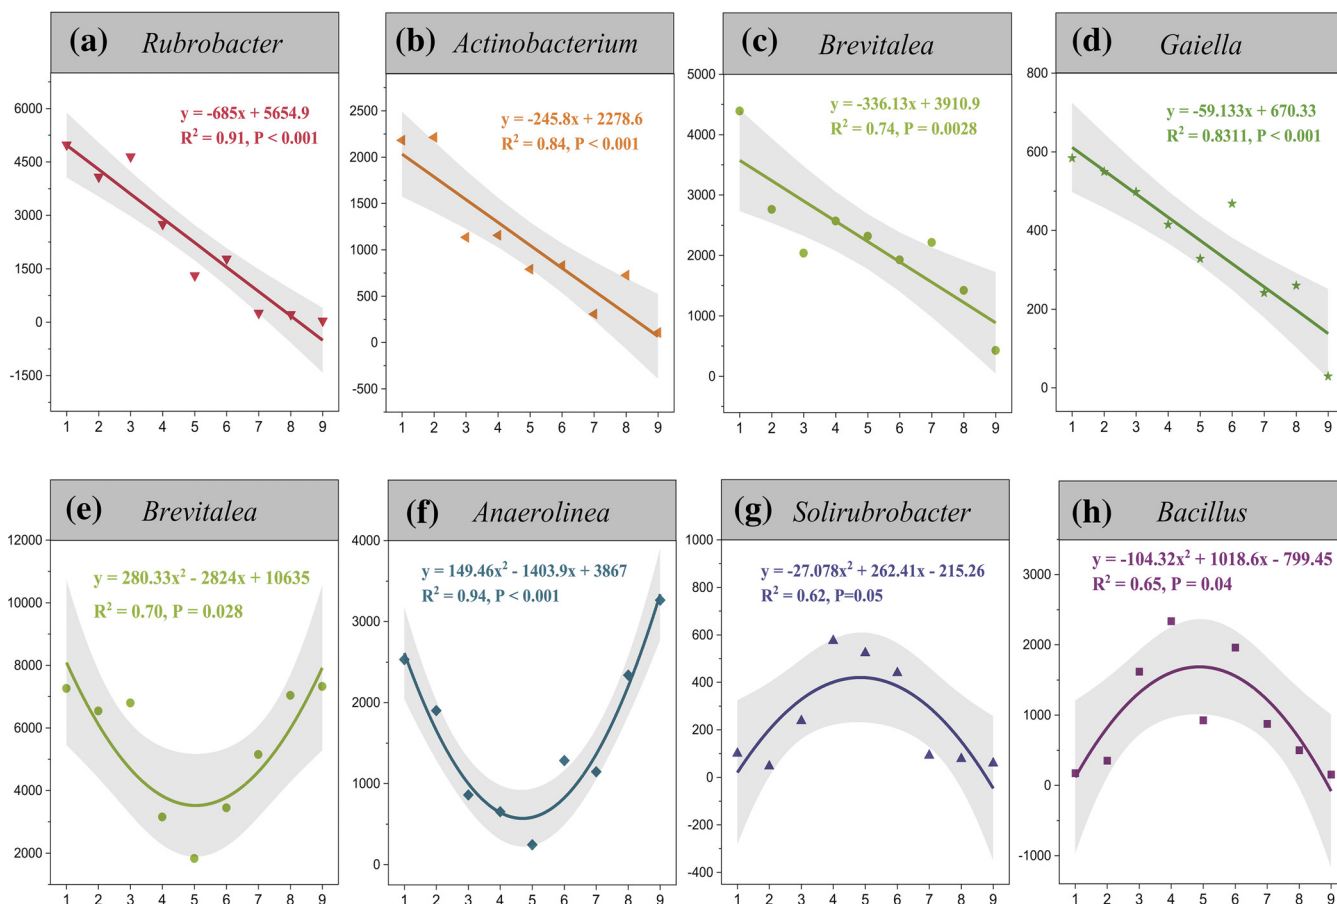 (a) Rubrobacter
y = -685x + 5654.9
R² = 0.91, P < 0.001
6000
4500
3000
1500
0
-1500
1 2 3 4 5 6 7 8 9
(b) Actinobacterium
y = -245.8x + 2278.6
R² = 0.84, P < 0.001
2500
2000
1500
1000
500
0
-500
1 2 3 4 5 6 7 8 9
(c) Brevitalea
y = -336.13x + 3910.9
R² = 0.74, P = 0.0028
5000
4000
3000
2000
1000
0
1 2 3 4 5 6 7 8 9
(d) Gaiella
y = -59.133x + 670.33
R² = 0.8311, P < 0.001
800
600
400
200
0
1 2 3 4 5 6 7 8 9
(e) Brevitalea
y = 280.33x² - 2824x + 10635
R² = 0.70, P = 0.028
12000
10000
8000
6000
4000
2000
1 2 3 4 5 6 7 8 9
(f) Anaerolinea
y = 149.46x² - 1403.9x + 3867
R² = 0.94, P < 0.001
4000
3000
2000
1000
0
1 2 3 4 5 6 7 8 9
(g) Solirubrobacter
y = -27.078x² + 262.41x - 215.26
R² = 0.62, P=0.05
1000
800
600
400
200
0
-200
-400
1 2 3 4 5 6 7 8 9
(h) Bacillus
y = -104.32x² + 1018.6x - 799.45
R² = 0.65, P = 0.04
3000
2000
1000
0
-1000
1 2 3 4 5 6 7 8 9